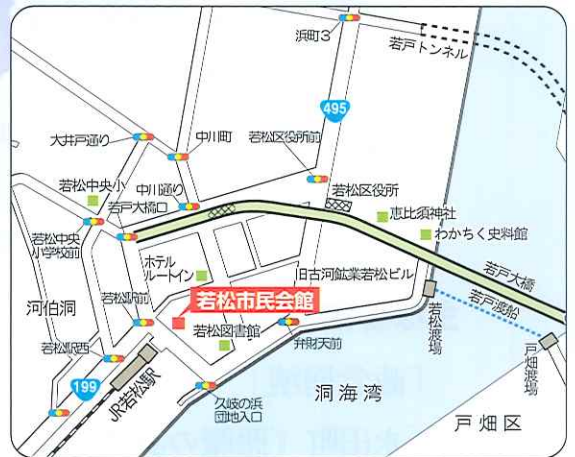 浜町3
若戸トンネル
495
大井戸通り
中川町
若松区役所前
若松中央小
中川通り
若戸大橋口
若松区役所
恵比須神社
わかちく史料館
若松中央
小学校前
ホテル
ルートイン
旧古河鉱業若松ビル
若戸大橋
若戸渡船
河伯洞
若松駅前
若松市民会館
若松図書館
弁財天前
若松渡場
戸畑渡場
若松駅西
199
JR若松駅
久岐の浜
団地入口
洞海湾
戸畑区